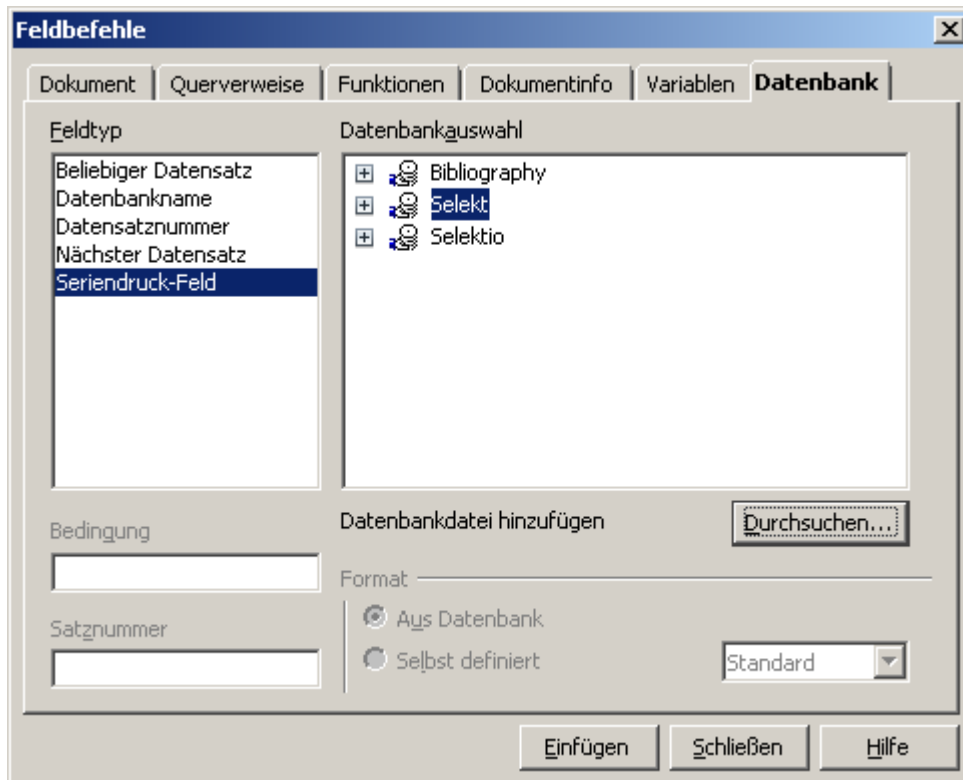 Feldbefehle
Dokument Querverweise Funktionen Dokumentinfo Variablen Datenbank
Feldtyp
Beliebiger Datensatz
Datenbankname
Datensatznummer
Nächster Datensatz
Seriendruck-Feld
Datenbankauswahl
Bibliography
Selekt
Selektio
Bedingung
Satznummer
Datenbankdatei hinzufügen Durchsuchen...
Format
Aus Datenbank
Selbst definiert Standard
Einfügen Schließen Hilfe